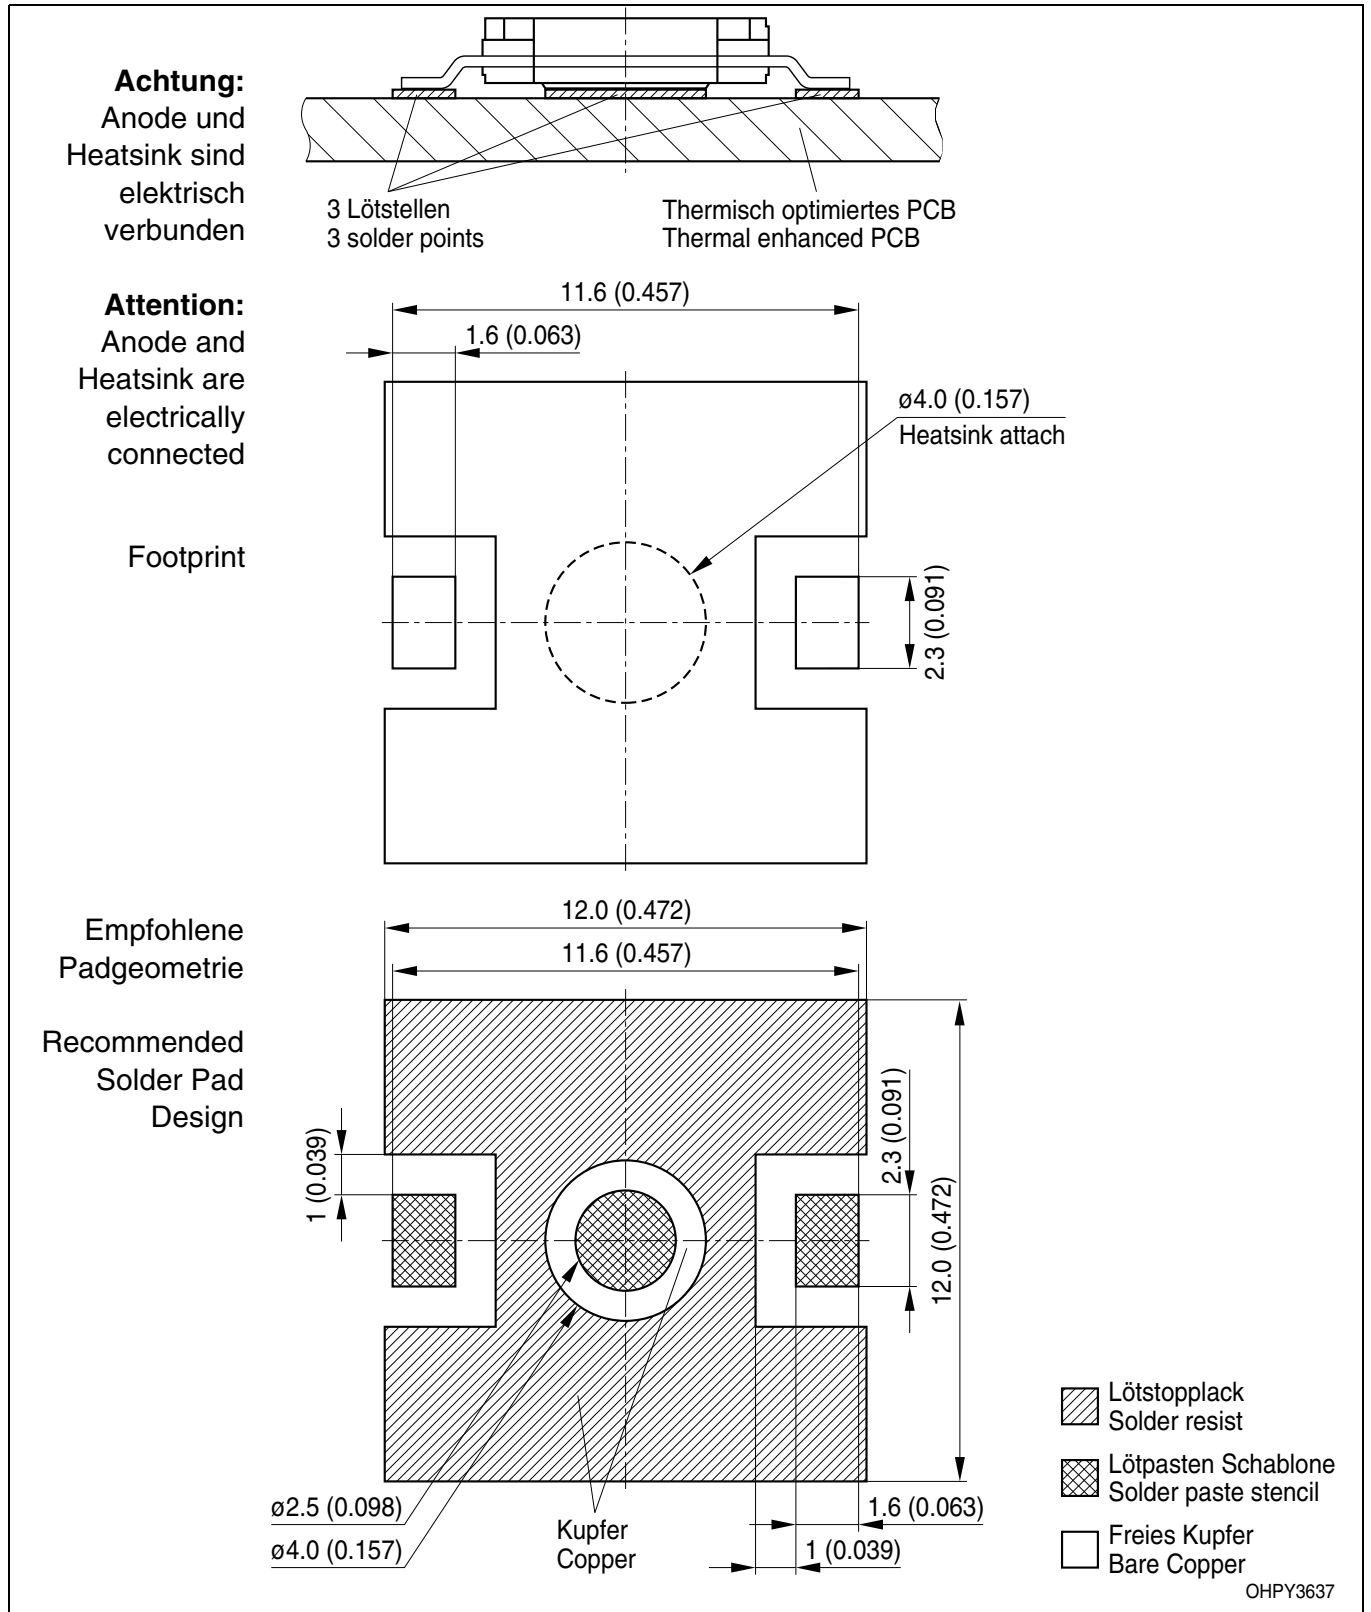 Achtung:
Anode und
Heatsink sind
elektrisch
verbunden
3 Lötstellen
3 solder points
Thermisch optimiertes PCB
Thermal enhanced PCB
Attention:
Anode and
Heatsink are
electrically
connected
Footprint
11.6 (0.457)
1.6 (0.063)
ø4.0 (0.157)
Heatsink attach
2.3 (0.091)
Empfohlene
Padgeometrie
Recommended
Solder Pad
Design
12.0 (0.472)
11.6 (0.457)
1 (0.039)
2.3 (0.091)
12.0 (0.472)
ø2.5 (0.098)
ø4.0 (0.157)
Kupfer
Copper
1.6 (0.063)
1 (0.039)
Lötstopplack
Solder resist
Lötpasten Schablone
Solder paste stencil
Freies Kupfer
Bare Copper
OHPY3637